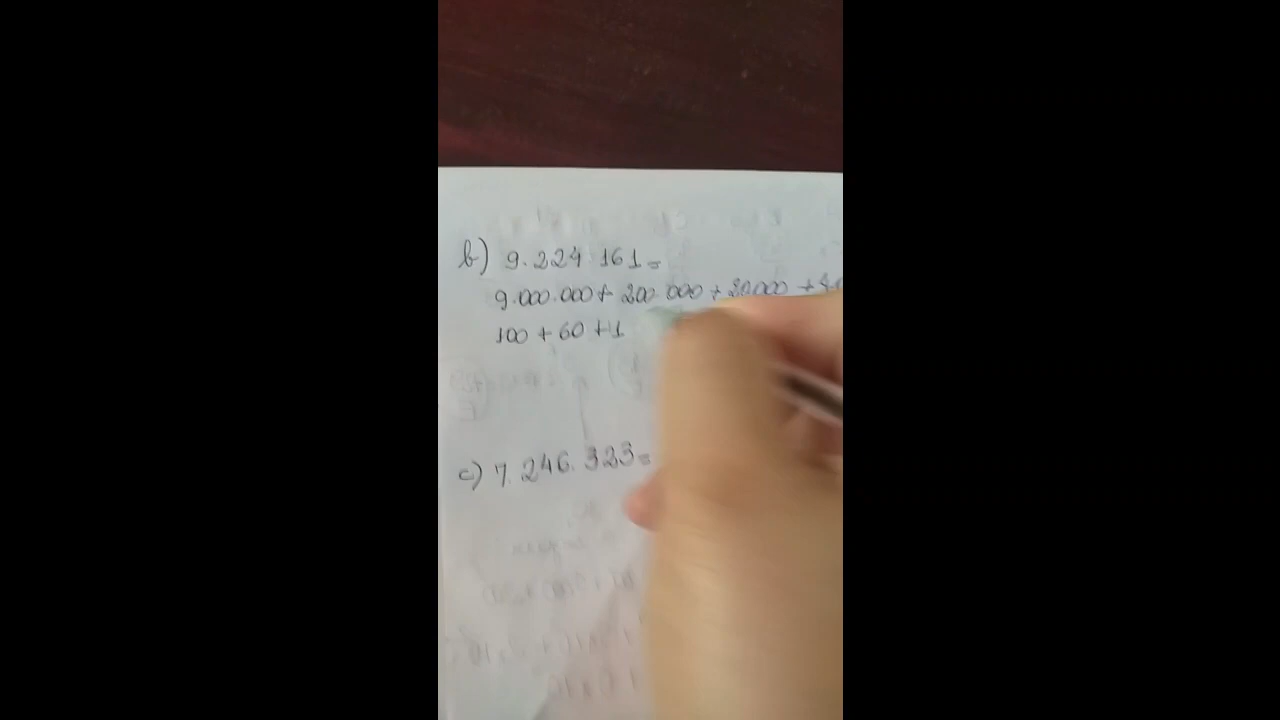 b) 9.224.161=
9.000.000+ 200.000 +20.000 +
100 + 60 +1
c) 7.246.323=